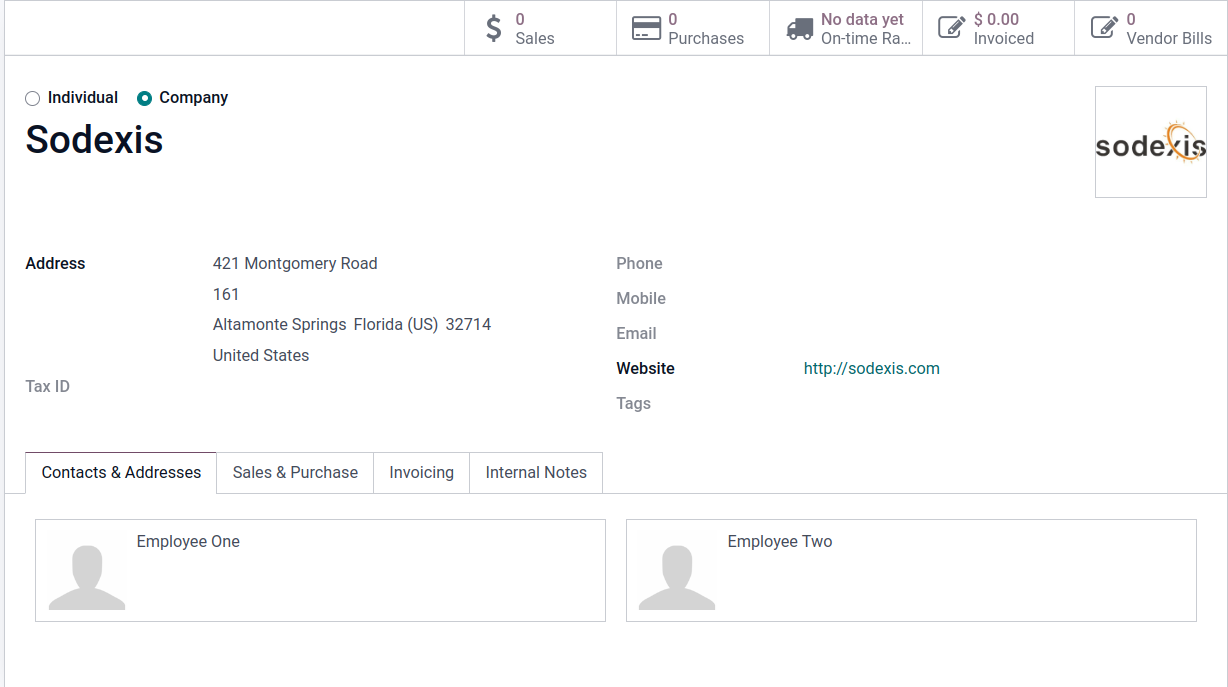 0
Sales
0
Purchases
No data yet
On-time Ra...
$ 0.00
Invoiced
0
Vendor Bills
Individual Company
Sodexis
sodexis
Address 421 Montgomery Road
161
Altamonte Springs Florida (US) 32714
United States
Tax ID
Phone
Mobile
Email
Website http://sodexis.com
Tags
Contacts & Addresses Sales & Purchase Invoicing Internal Notes
Employee One Employee Two